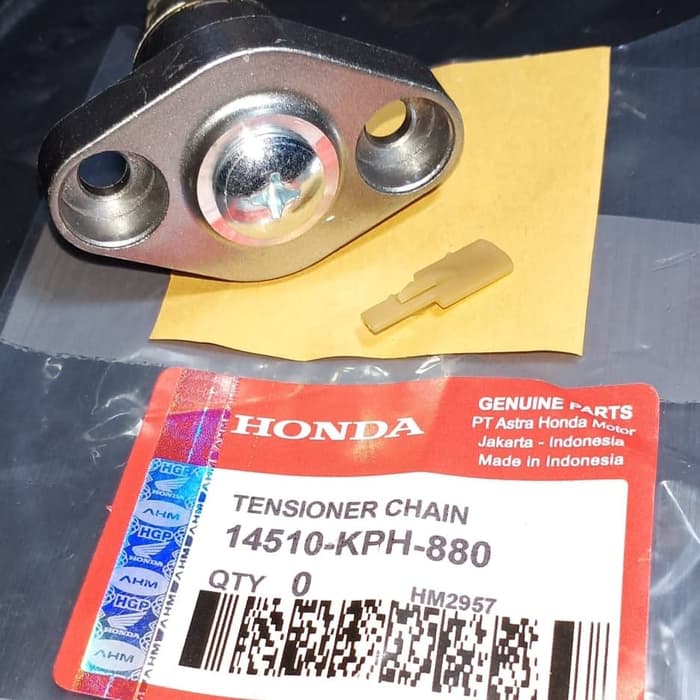 HONDA
GENUINE PARTS
PT Astra Honda Motor
Jakarta - Indonesia
Made in Indonesia
TENSIONER CHAIN
14510-KPH-880
QTY 0
HM2957
HGP
HONDA
AHM
HGP
HONDA
AHM
HGP
HONDA
AHM